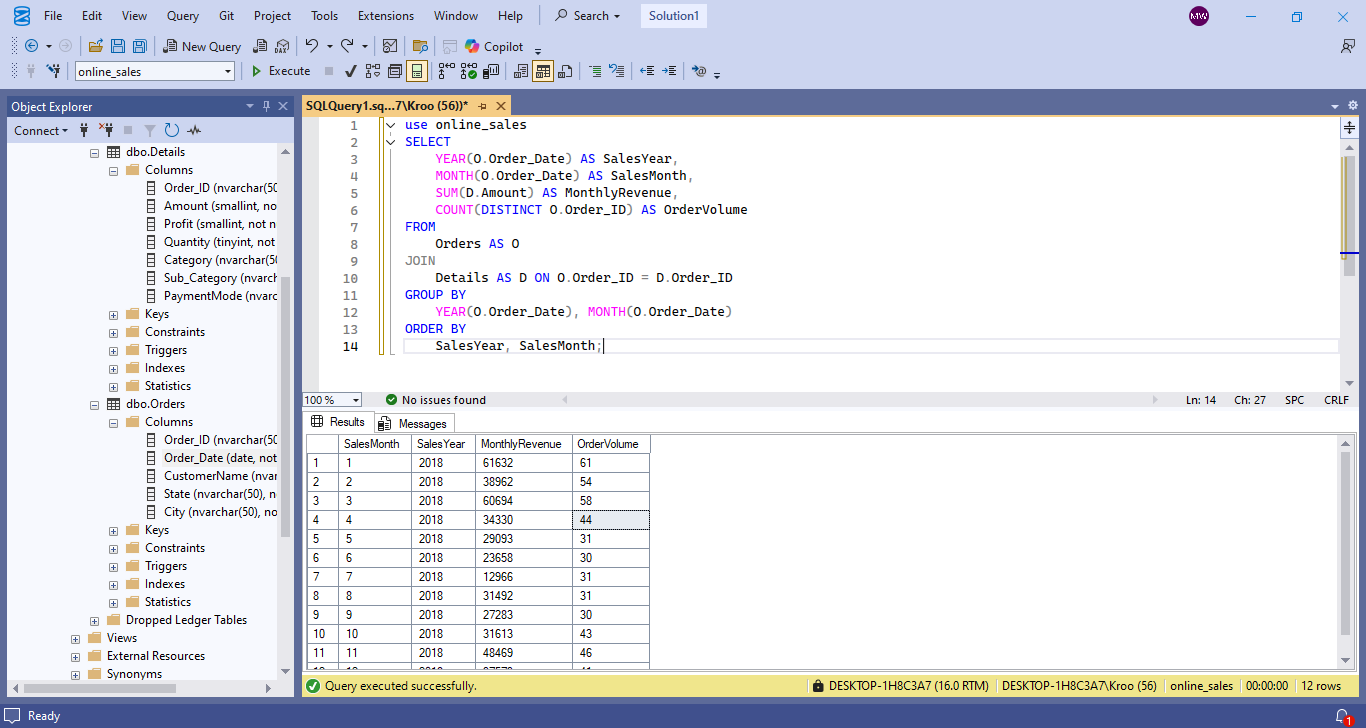 File Edit View Query Git Project Tools Extensions Window Help Search Solution1 MW
New Query DAX Copilot
online_sales Execute
Object Explorer
Connect
dbo.Details
Columns
Order_ID (nvarchar(50
Amount (smallint, no
Profit (smallint, not n
Quantity (tinyint, not
Category (nvarchar(50
Sub_Category (nvarch
PaymentMode (nvarc
Keys
Constraints
Triggers
Indexes
Statistics
dbo.Orders
Columns
Order_ID (nvarchar(50
Order_Date (date, not
CustomerName (nvar
State (nvarchar(50), n
City (nvarchar(50), no
Keys
Constraints
Triggers
Indexes
Statistics
Dropped Ledger Tables
Views
External Resources
Synonyms
SQLQuery1.sq...7\Kroo (56))*
1 use online_sales
2 SELECT
3 YEAR(O.Order_Date) AS SalesYear,
4 MONTH(O.Order_Date) AS SalesMonth,
5 SUM(D.Amount) AS MonthlyRevenue,
6 COUNT(DISTINCT O.Order_ID) AS OrderVolume
7 FROM
8 Orders AS O
9 JOIN
10 Details AS D ON O.Order_ID = D.Order_ID
11 GROUP BY
12 YEAR(O.Order_Date), MONTH(O.Order_Date)
13 ORDER BY
14 SalesYear, SalesMonth;
100 % No issues found Ln: 14 Ch: 27 SPC CRLF
Results Messages
SalesMonth SalesYear MonthlyRevenue OrderVolume
1 1 2018 61632 61
2 2 2018 38962 54
3 3 2018 60694 58
4 4 2018 34330 44
5 5 2018 29093 31
6 6 2018 23658 30
7 7 2018 12966 31
8 8 2018 31492 31
9 9 2018 27283 30
10 10 2018 31613 43
11 11 2018 48469 46
Query executed successfully. DESKTOP-1H8C3A7 (16.0 RTM) DESKTOP-1H8C3A7\Kroo (56) online_sales 00:00:00 12 rows
Ready 1